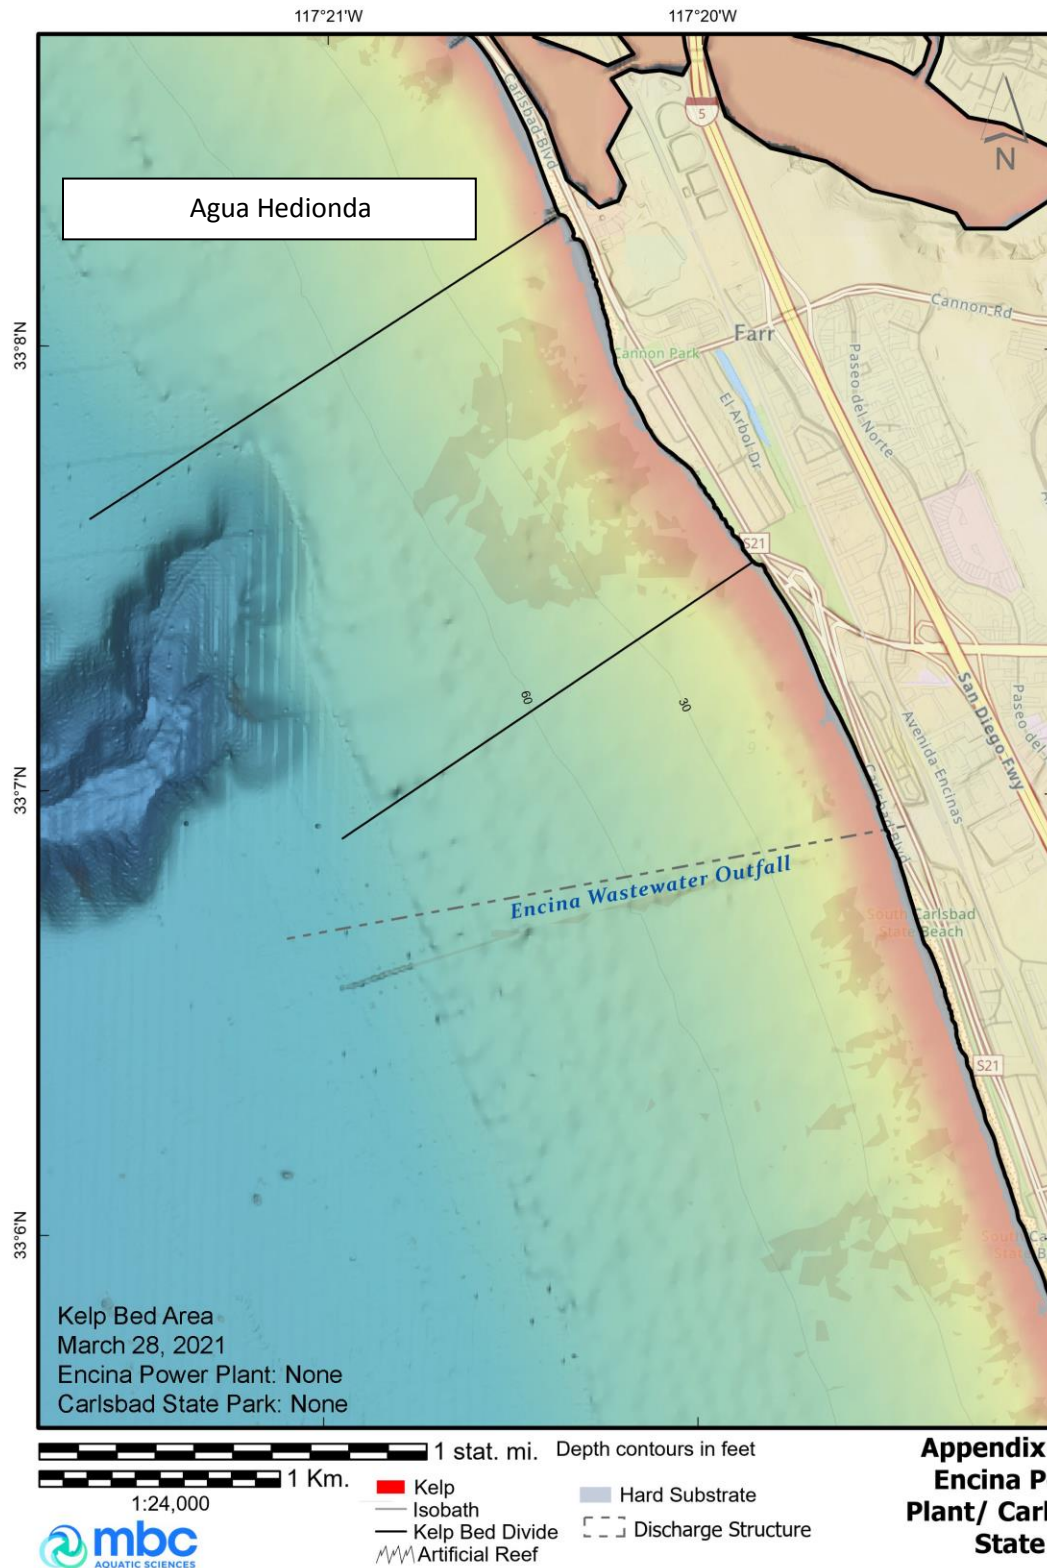 117°21'W
117°20'W
Carlsbad Blvd
5
N
Agua Hedionda
Cannon Rd
33°8'N
Farr
Cannon Park
Paseo del Norte
El Arbol Dr
S21
60
30
San Diego Fwy
Paseo del
Avenida Encinas
33°7'N
Carlsbad Blvd
Encina Wastewater Outfall
South Carlsbad
State Beach
S21
33°6'N
South Ca
State B
Kelp Bed Area
March 28, 2021
Encina Power Plant: None
Carlsbad State Park: None
1 stat. mi.
Depth contours in feet
1 Km.
1:24,000
Kelp
Isobath
Kelp Bed Divide
Artificial Reef
Hard Substrate
Discharge Structure
Appendix
Encina P
Plant/ Carl
State
mbc
AQUATIC SCIENCES